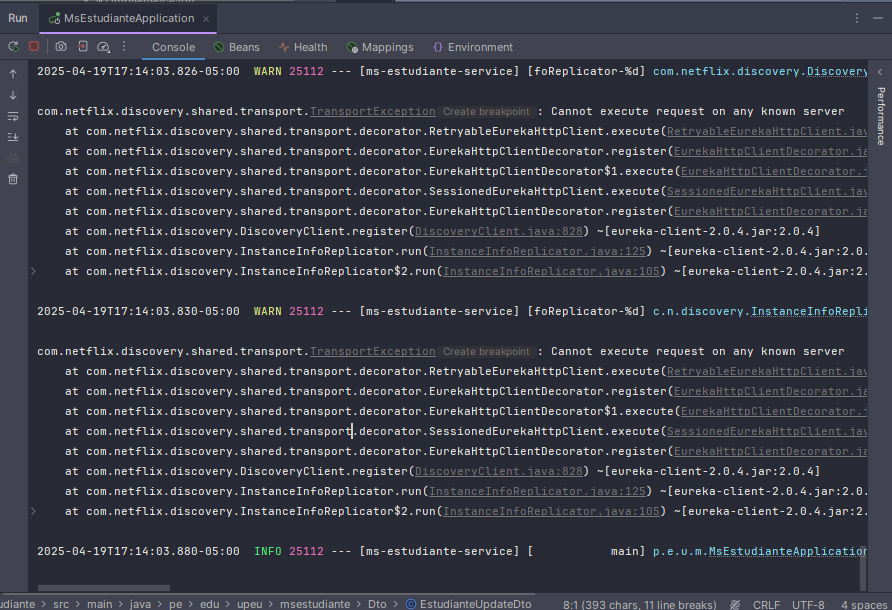 Run MsEstudianteApplication
Console Beans Health Mappings Environment
2025-04-19T17:14:03.826-05:00 WARN 25112 --- [ms-estudiante-service] [foReplicator-%d] com.netflix.discovery.Discovery
Performance
com.netflix.discovery.shared.transport.TransportException Create breakpoint : Cannot execute request on any known server
at com.netflix.discovery.shared.transport.decorator.RetryableEurekaHttpClient.execute(RetryableEurekaHttpClient.jav
at com.netflix.discovery.shared.transport.decorator.EurekaHttpClientDecorator.register(EurekaHttpClientDecorator.ja
at com.netflix.discovery.shared.transport.decorator.EurekaHttpClientDecorator$1.execute(EurekaHttpClientDecorator.j
at com.netflix.discovery.shared.transport.decorator.SessionedEurekaHttpClient.execute(SessionedEurekaHttpClient.jav
at com.netflix.discovery.shared.transport.decorator.EurekaHttpClientDecorator.register(EurekaHttpClientDecorator.ja
at com.netflix.discovery.DiscoveryClient.register(DiscoveryClient.java:828) ~[eureka-client-2.0.4.jar:2.0.4]
at com.netflix.discovery.InstanceInfoReplicator.run(InstanceInfoReplicator.java:125) ~[eureka-client-2.0.4.jar:2.0.
at com.netflix.discovery.InstanceInfoReplicator$2.run(InstanceInfoReplicator.java:105) ~[eureka-client-2.0.4.jar:2.
2025-04-19T17:14:03.830-05:00 WARN 25112 --- [ms-estudiante-service] [foReplicator-%d] c.n.discovery.InstanceInfoRepli
com.netflix.discovery.shared.transport.TransportException Create breakpoint : Cannot execute request on any known server
at com.netflix.discovery.shared.transport.decorator.RetryableEurekaHttpClient.execute(RetryableEurekaHttpClient.jav
at com.netflix.discovery.shared.transport.decorator.EurekaHttpClientDecorator.register(EurekaHttpClientDecorator.ja
at com.netflix.discovery.shared.transport.decorator.EurekaHttpClientDecorator$1.execute(EurekaHttpClientDecorator.j
at com.netflix.discovery.shared.transport.decorator.SessionedEurekaHttpClient.execute(SessionedEurekaHttpClient.jav
at com.netflix.discovery.shared.transport.decorator.EurekaHttpClientDecorator.register(EurekaHttpClientDecorator.ja
at com.netflix.discovery.DiscoveryClient.register(DiscoveryClient.java:828) ~[eureka-client-2.0.4.jar:2.0.4]
at com.netflix.discovery.InstanceInfoReplicator.run(InstanceInfoReplicator.java:125) ~[eureka-client-2.0.4.jar:2.0.
at com.netflix.discovery.InstanceInfoReplicator$2.run(InstanceInfoReplicator.java:105) ~[eureka-client-2.0.4.jar:2.
2025-04-19T17:14:03.880-05:00 INFO 25112 --- [ms-estudiante-service] [ main] p.e.u.m.MsEstudianteApplication
udiante > src > main > java > pe > edu > upeu > msestudiante > Dto > EstudianteUpdateDto 8:1 (393 chars, 11 line breaks) CRLF UTF-8 4 spaces